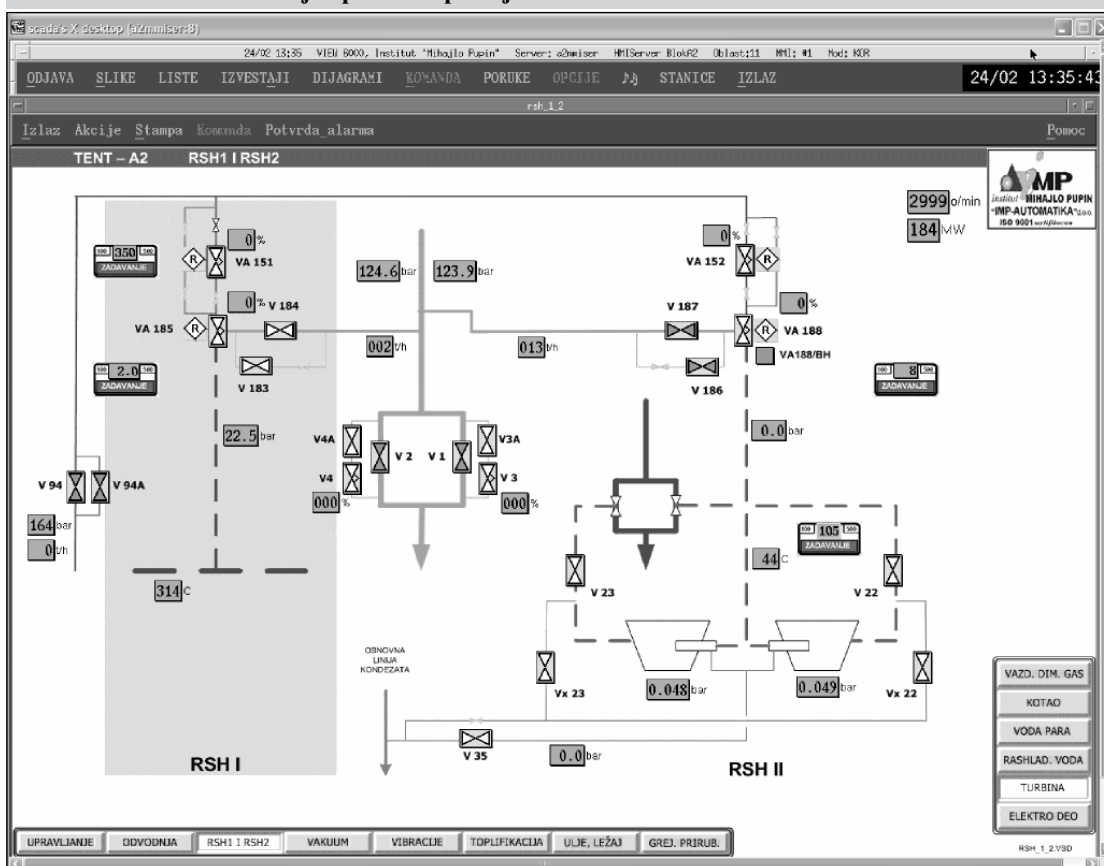 scada's X desktop (a2mmiser:8)
24/02 13:35 VIEW 6000, Institut "Mihajlo Pupin" Server: a2mmiser HMIServer BlokA2 Oblast:11 MMI: #1 Mod: KOR
ODJAVA SLIKE LISTE IZVESTAJI DIJAGRAMI KOMANDA PORUKE OPCIJE STANICE IZLAZ 24/02 13:35:43
rsh_1_2
Izlaz Akcije Stampa Komanda Potvrda_alarma Pomoc
TENT – A2 RSH1 I RSH2
IMP
institut MIHAJLO PUPIN
"IMP-AUTOMATIKA" d.o.o.
ISO 9001
2999 o/min
184 MW
0 %
VA 151
350
ZADAVANJE
0 %
VA 152
124.6 bar 123.9 bar
0 %
V 184
VA 185
V 187
0 %
VA 188
002 t/h
013 t/h
VA188/BH
V 183
V 186
2.0
ZADAVANJE
8
ZADAVANJE
22.5 bar
0.0 bar
V4A V 2 V 1 V3A
V4 V 3
000 % 000 %
V 94 V 94A
164 bar
0 t/h
314 C
105
ZADAVANJE
44 C
V 23 V 22
OSNOVNA
LINIJA
KONDEZATA
Vx 23 0.048 bar 0.049 bar Vx 22
V 35 0.0 bar
RSH I RSH II
VAZD. DIM. GAS
KOTAO
VODA PARA
RASHLAD. VODA
TURBINA
ELEKTRO DEO
UPRAVLJANJE ODVODNJA RSH1 I RSH2 VAKUUM VIBRACIJE TOPLIFIKACIJA ULJE, LEŽAJ GREJ. PRIRUB.
RSH_1_2.VSD